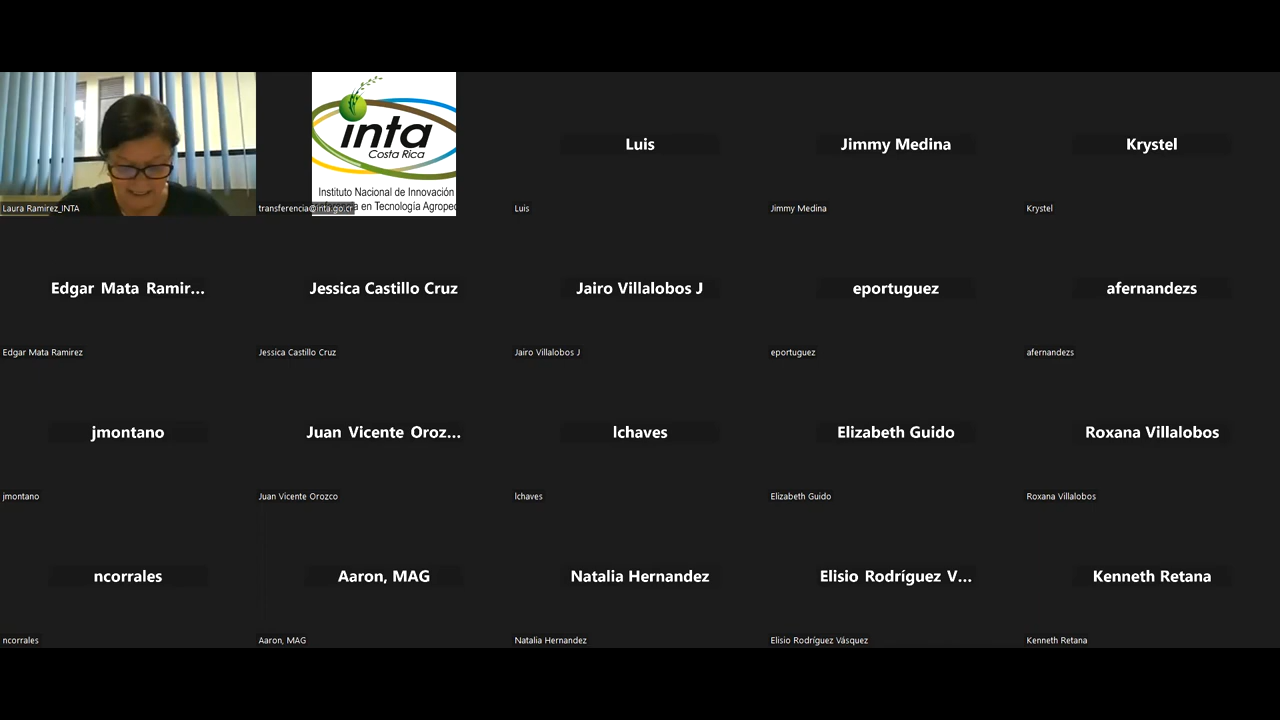 Laura Ramirez_INTA
inta
Costa Rica
Instituto Nacional de Innovación
a en Tecnología Agropec
transferencia@inta.go.cr
Luis
Luis
Jimmy Medina
Jimmy Medina
Krystel
Krystel
Edgar Mata Ramir...
Edgar Mata Ramirez
Jessica Castillo Cruz
Jessica Castillo Cruz
Jairo Villalobos J
Jairo Villalobos J
eportuguez
eportuguez
afernandezs
afernandezs
jmontano
jmontano
Juan Vicente Oroz...
Juan Vicente Orozco
lchaves
lchaves
Elizabeth Guido
Elizabeth Guido
Roxana Villalobos
Roxana Villalobos
ncorrales
ncorrales
Aaron, MAG
Aaron, MAG
Natalia Hernandez
Natalia Hernandez
Elisio Rodríguez V...
Elisio Rodríguez Vásquez
Kenneth Retana
Kenneth Retana